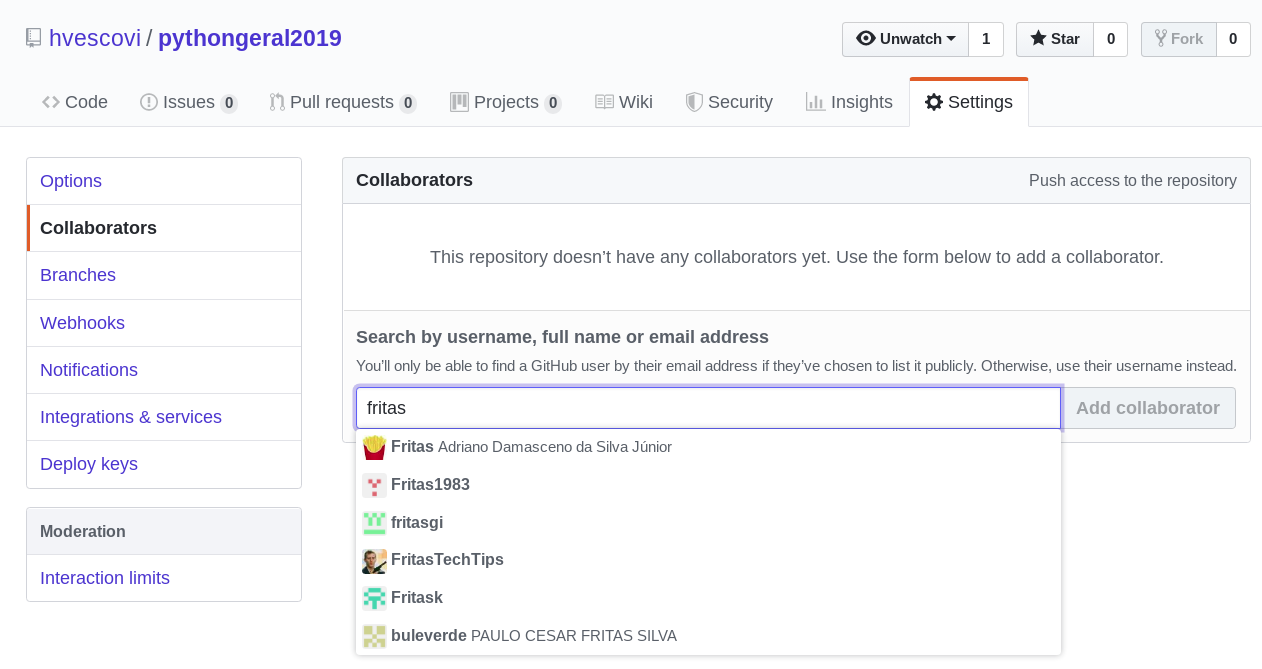 hvescovi / pythongeral2019
Unwatch 1 Star 0 Fork 0
Code Issues 0 Pull requests 0 Projects 0 Wiki Security Insights Settings
Options
Collaborators
Branches
Webhooks
Notifications
Integrations & services
Deploy keys
Moderation
Interaction limits
Collaborators Push access to the repository
This repository doesn’t have any collaborators yet. Use the form below to add a collaborator.
Search by username, full name or email address
You’ll only be able to find a GitHub user by their email address if they’ve chosen to list it publicly. Otherwise, use their username instead.
fritas Add collaborator
Fritas Adriano Damasceno da Silva Júnior
Fritas1983
fritasgi
FritasTechTips
Fritask
buleverde PAULO CESAR FRITAS SILVA